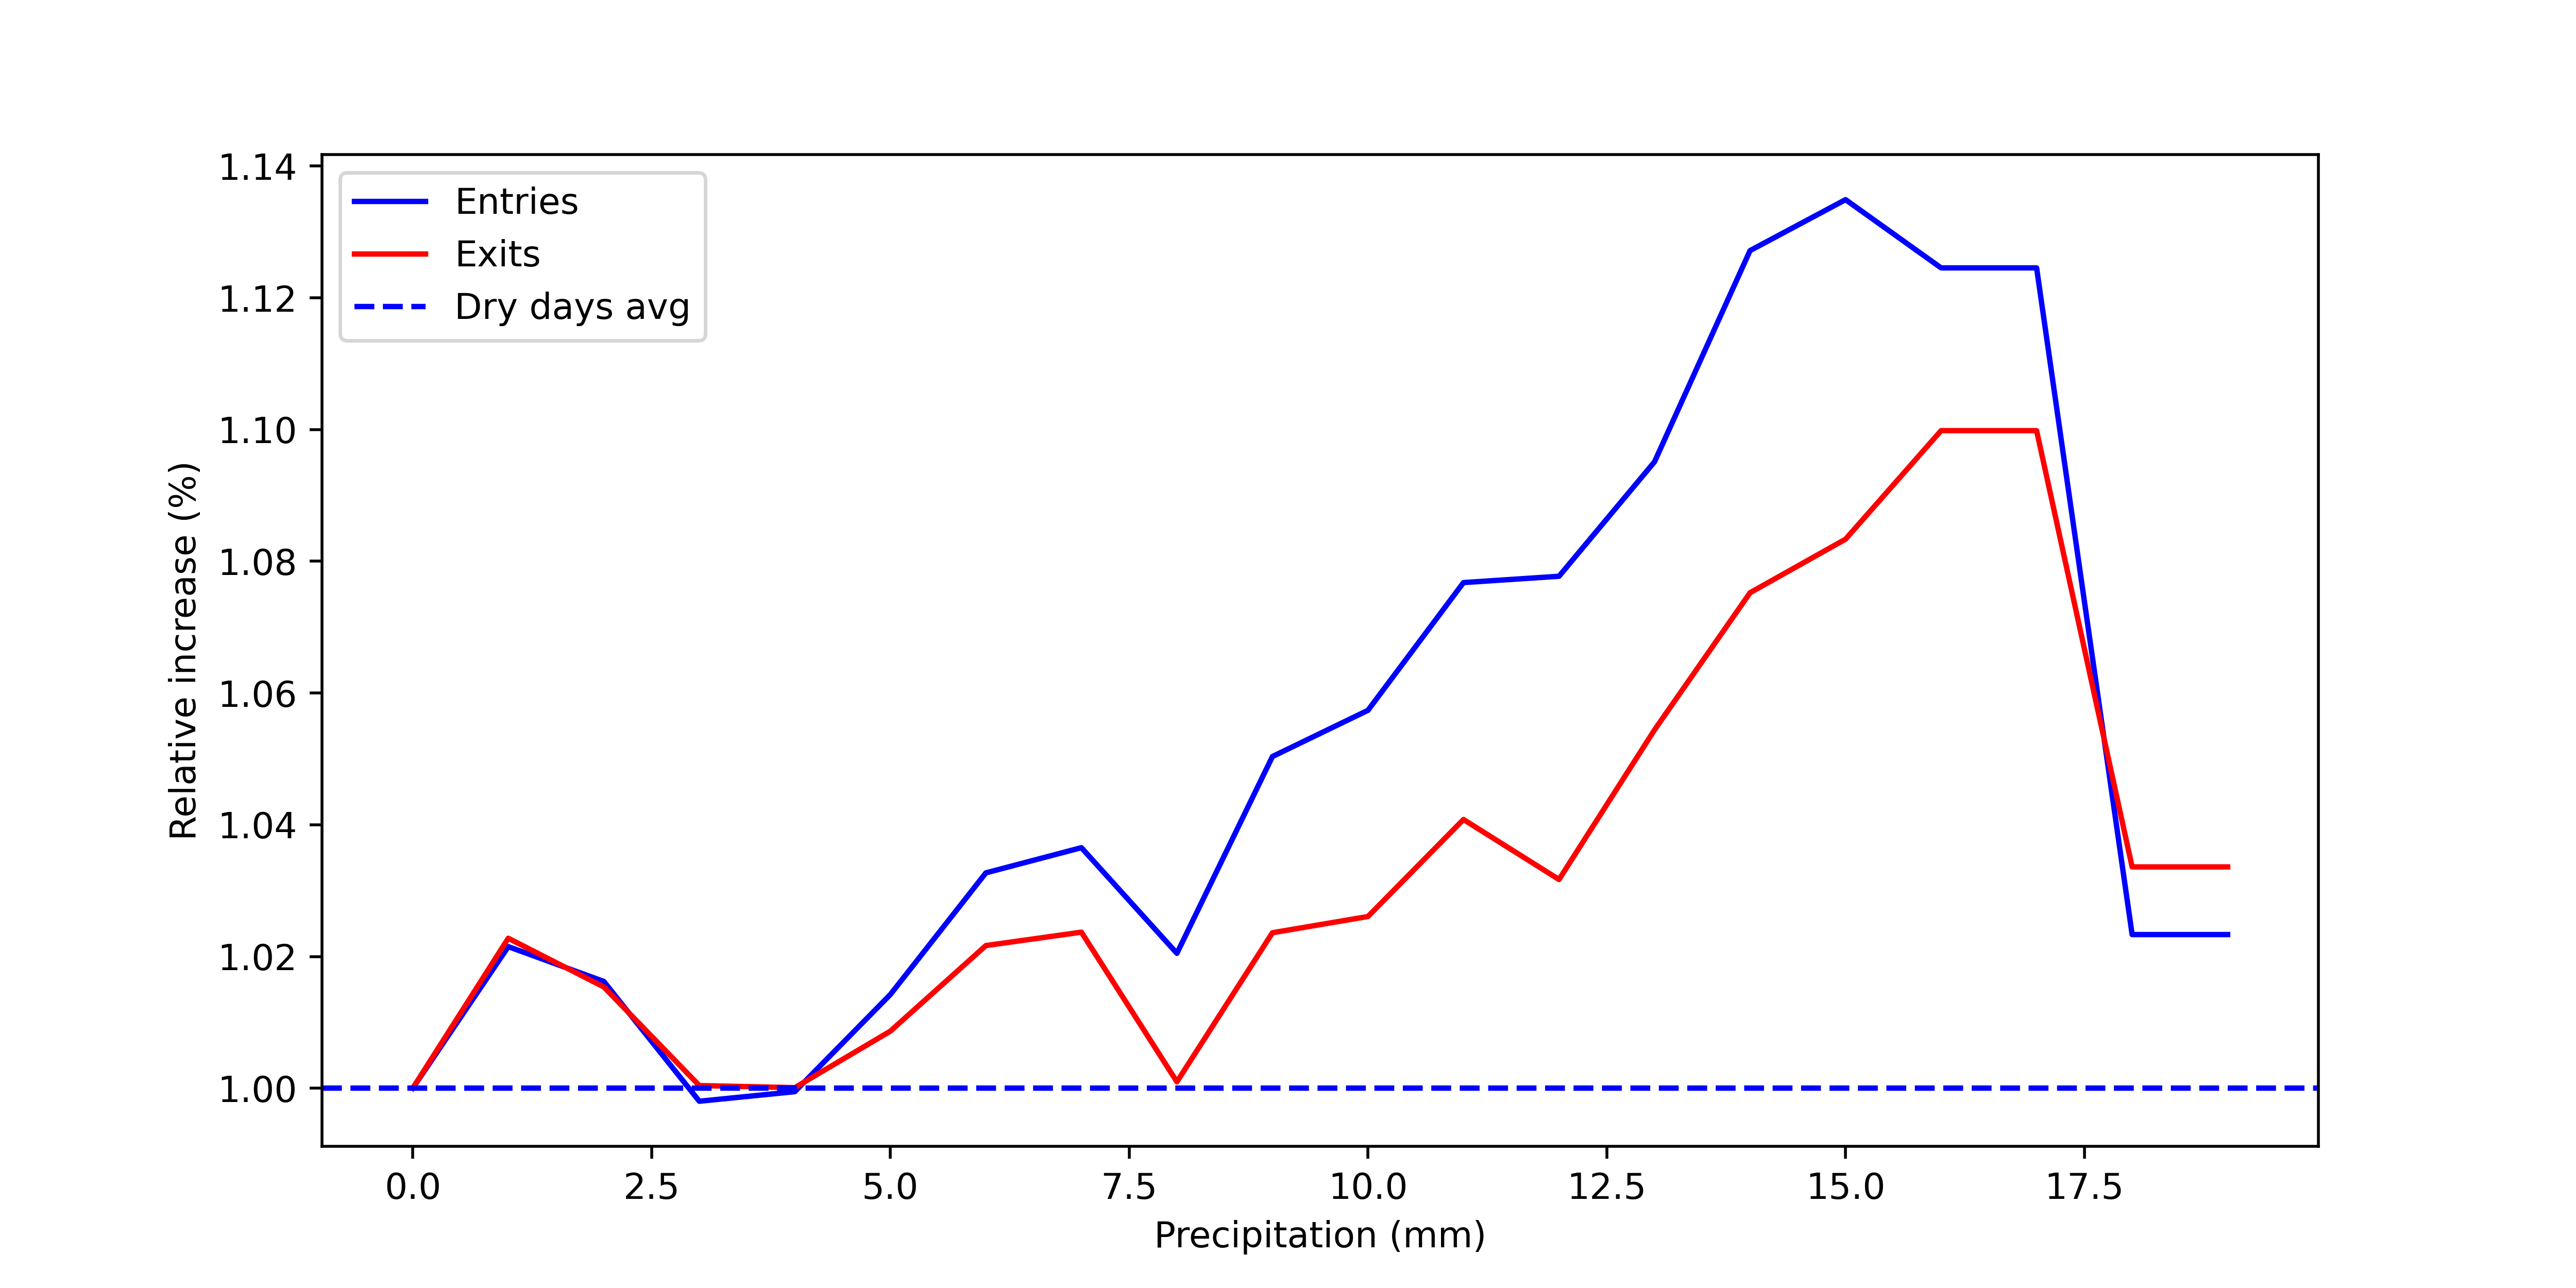 1.14
1.12
1.10
1.08
1.06
1.04
1.02
1.00
Relative increase (%)
Entries
Exits
Dry days avg
0.0 2.5 5.0 7.5 10.0 12.5 15.0 17.5
Precipitation (mm)